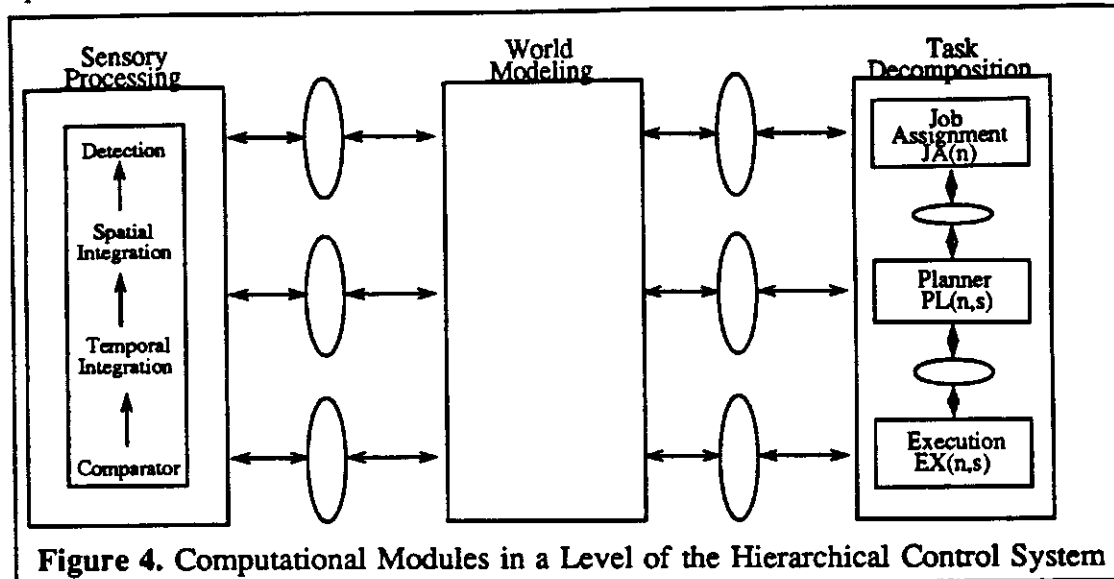 Sensory
Processing
World
Modeling
Task
Decomposition
Detection
Spatial
Integration
Temporal
Integration
Comparator
Job
Assignment
JA(n)
Planner
PL(n,s)
Execution
EX(n,s)
Figure 4. Computational Modules in a Level of the Hierarchical Control System